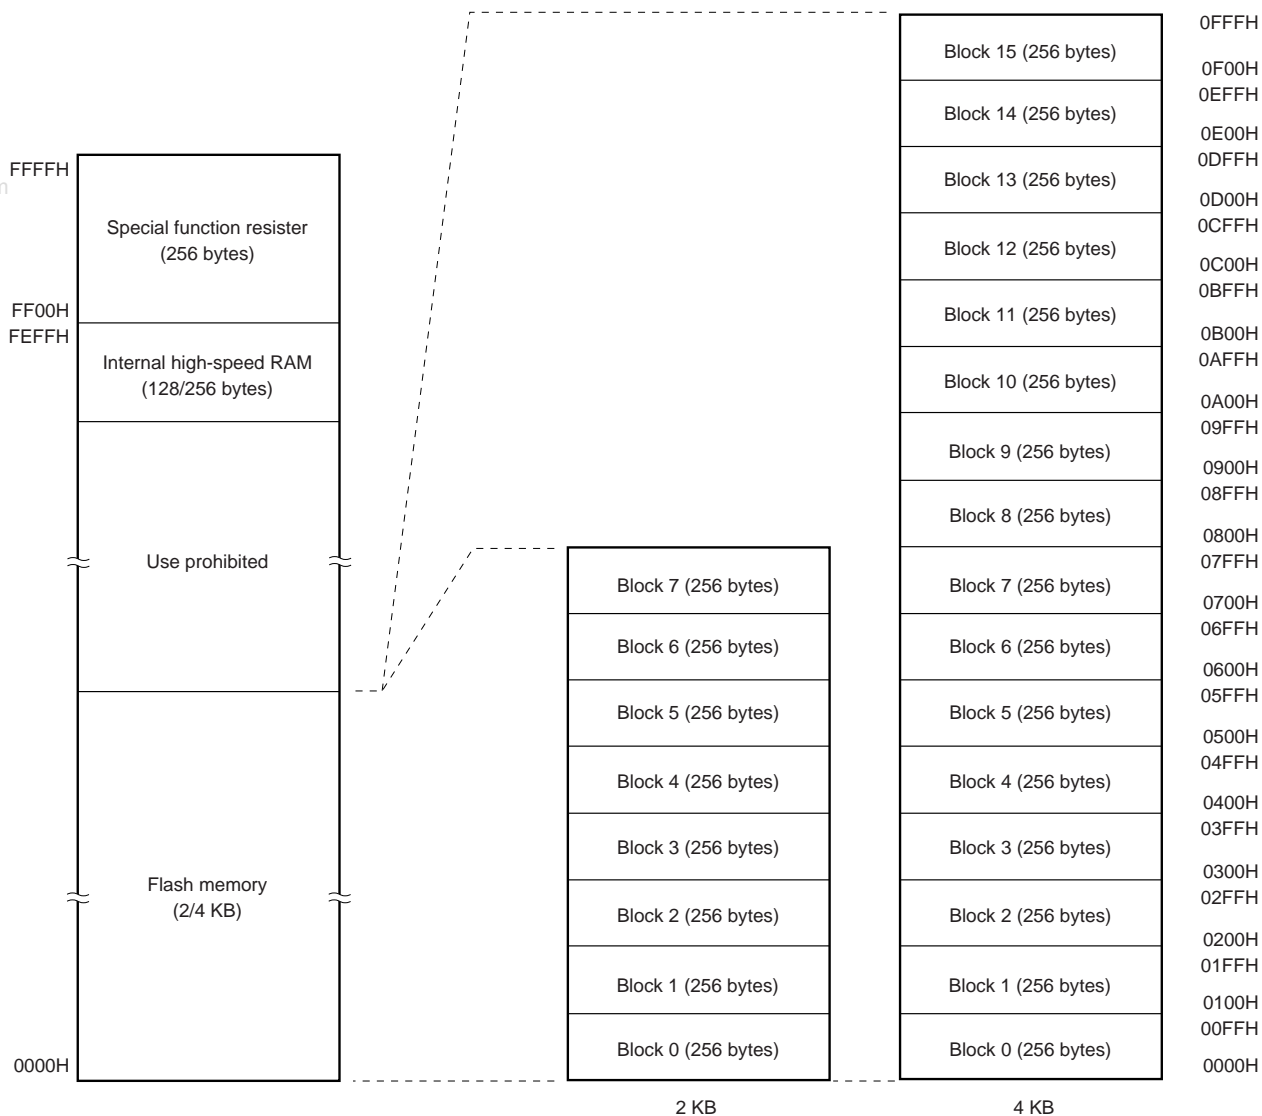 FFFFH
Special function resister
(256 bytes)
FF00H
FEFFH
Internal high-speed RAM
(128/256 bytes)
Use prohibited
Flash memory
(2/4 KB)
0000H
Block 7 (256 bytes)
Block 6 (256 bytes)
Block 5 (256 bytes)
Block 4 (256 bytes)
Block 3 (256 bytes)
Block 2 (256 bytes)
Block 1 (256 bytes)
Block 0 (256 bytes)
2 KB
0FFFH
Block 15 (256 bytes)
0F00H
0EFFH
Block 14 (256 bytes)
0E00H
0DFFH
Block 13 (256 bytes)
0D00H
0CFFH
Block 12 (256 bytes)
0C00H
0BFFH
Block 11 (256 bytes)
0B00H
0AFFH
Block 10 (256 bytes)
0A00H
09FFH
Block 9 (256 bytes)
0900H
08FFH
Block 8 (256 bytes)
0800H
07FFH
Block 7 (256 bytes)
0700H
06FFH
Block 6 (256 bytes)
0600H
05FFH
Block 5 (256 bytes)
0500H
04FFH
Block 4 (256 bytes)
0400H
03FFH
Block 3 (256 bytes)
0300H
02FFH
Block 2 (256 bytes)
0200H
01FFH
Block 1 (256 bytes)
0100H
00FFH
Block 0 (256 bytes)
0000H
4 KB